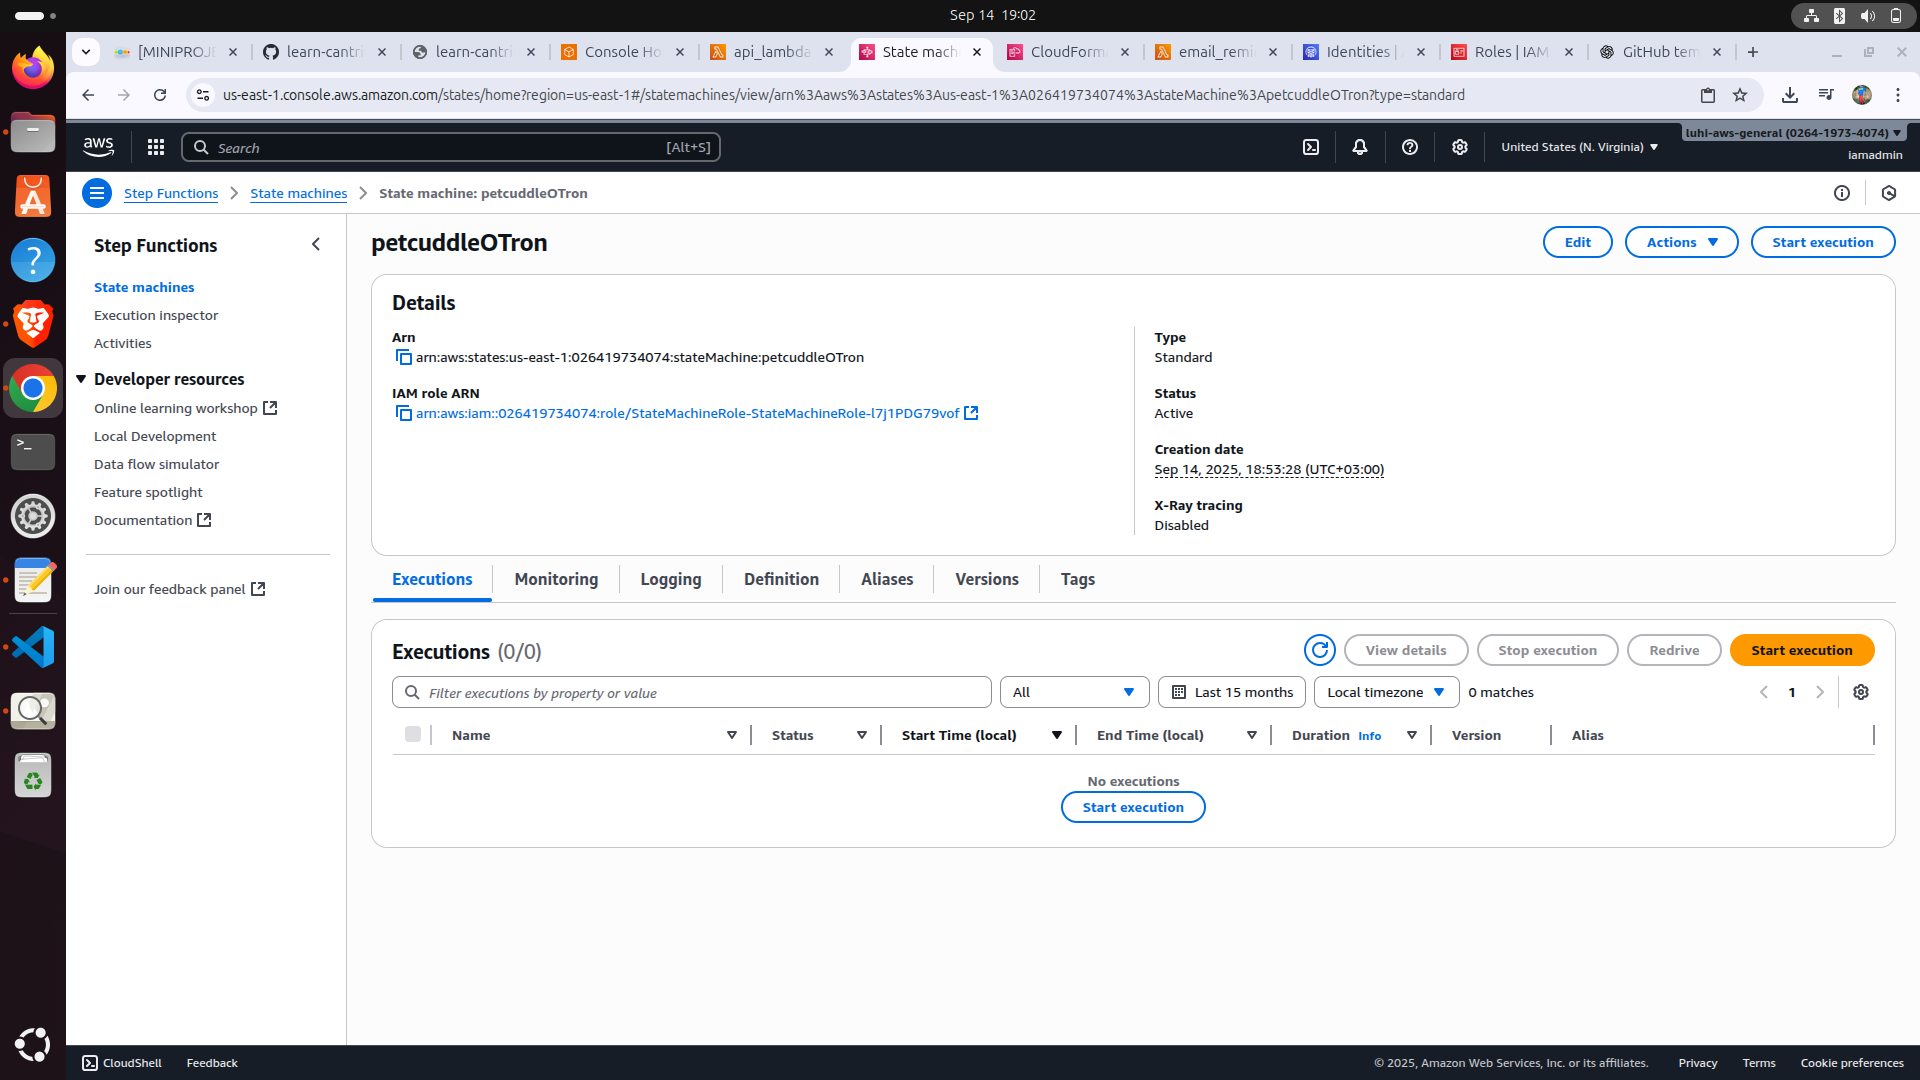 Sep 14 19:02
[MINIPROJE
learn-cantri
learn-cantri
Console Ho
api_lambda
State mach
CloudForm
email_remi
Identities |
Roles | IAM
GitHub tem
us-east-1.console.aws.amazon.com/states/home?region=us-east-1#/statemachines/view/arn%3Aaws%3Astates%3Aus-east-1%3A026419734074%3AstateMachine%3ApetcuddleOTron?type=standard
aws
Search
[Alt+S]
United States (N. Virginia)
luhi-aws-general (0264-1973-4074)
iamadmin
Step Functions
State machines
State machine: petcuddleOTron
Step Functions
State machines
Execution inspector
Activities
Developer resources
Online learning workshop
Local Development
Data flow simulator
Feature spotlight
Documentation
Join our feedback panel
petcuddleOTron
Edit
Actions
Start execution
Details
Arn
arn:aws:states:us-east-1:026419734074:stateMachine:petcuddleOTron
IAM role ARN
arn:aws:iam::026419734074:role/StateMachineRole-StateMachineRole-l7j1PDG79vof
Type
Standard
Status
Active
Creation date
Sep 14, 2025, 18:53:28 (UTC+03:00)
X-Ray tracing
Disabled
Executions
Monitoring
Logging
Definition
Aliases
Versions
Tags
Executions (0/0)
View details
Stop execution
Redrive
Start execution
Filter executions by property or value
All
Last 15 months
Local timezone
0 matches
1
Name
Status
Start Time (local)
End Time (local)
Duration Info
Version
Alias
No executions
Start execution
CloudShell
Feedback
© 2025, Amazon Web Services, Inc. or its affiliates.
Privacy
Terms
Cookie preferences